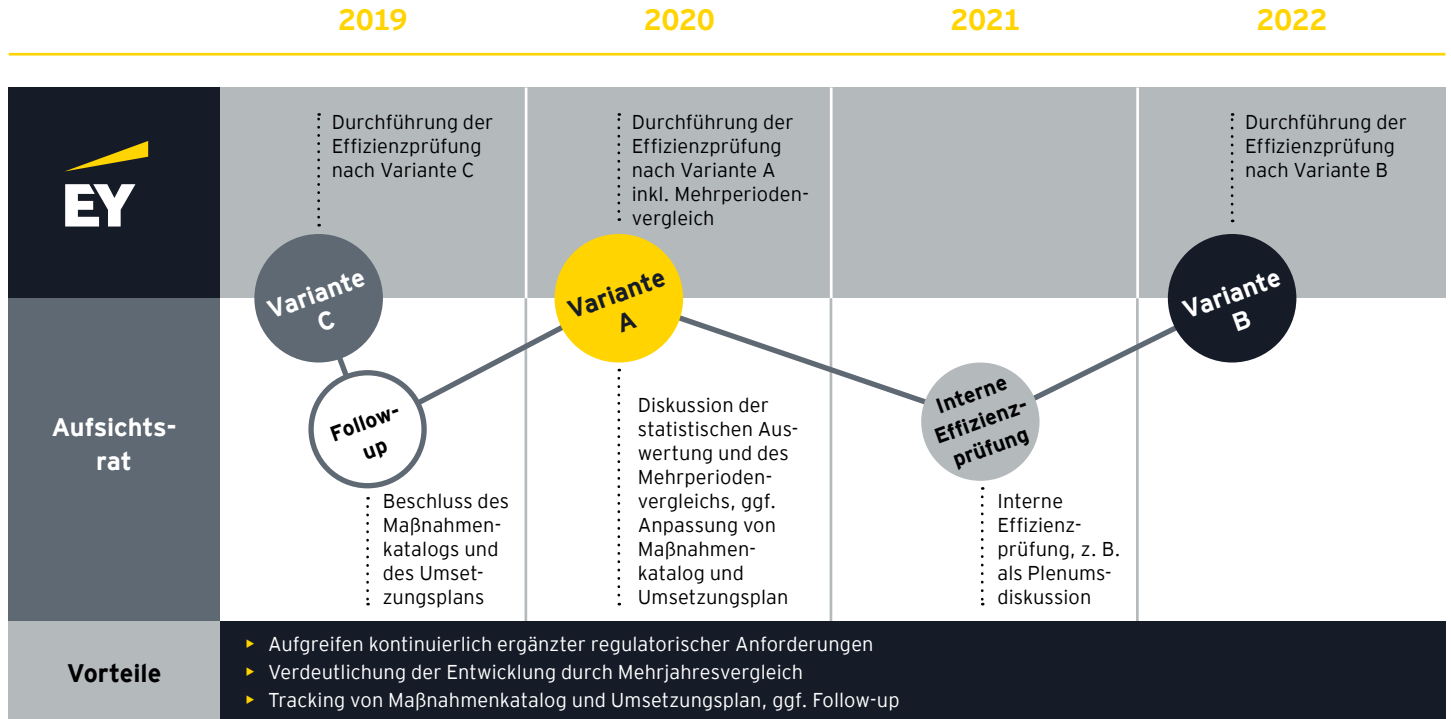 2019
2020
2021
2022
EY
Durchführung der
Effizienzprüfung
nach Variante C
Durchführung der
Effizienzprüfung
nach Variante A
inkl. Mehrperioden-
vergleich
Durchführung der
Effizienzprüfung
nach Variante B
Variante
C
Variante
A
Variante
B
Aufsichts-
rat
Follow-
up
Interne
Effizienz-
prüfung
Beschluss des
Maßnahmen-
katalogs und
des Umset-
zungsplans
Diskussion der
statistischen Aus-
wertung und des
Mehrperioden-
vergleichs, ggf.
Anpassung von
Maßnahmen-
katalog und
Umsetzungsplan
Interne
Effizienz-
prüfung, z. B.
als Plenums-
diskussion
Vorteile
▸ Aufgreifen kontinuierlich ergänzter regulatorischer Anforderungen
▸ Verdeutlichung der Entwicklung durch Mehrjahresvergleich
▸ Tracking von Maßnahmenkatalog und Umsetzungsplan, ggf. Follow-up